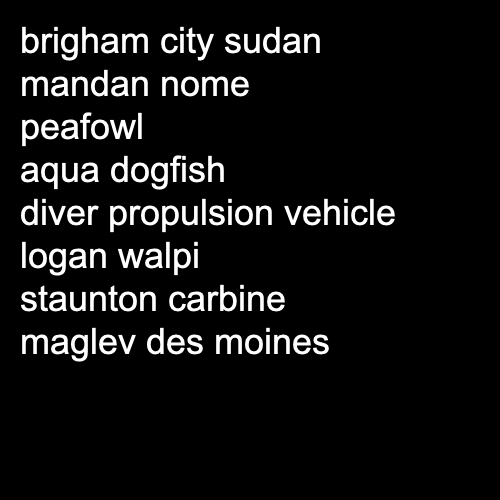 brigham city sudan
mandan nome
peafowl
aqua dogfish
diver propulsion vehicle
logan walpi
staunton carbine
maglev des moines